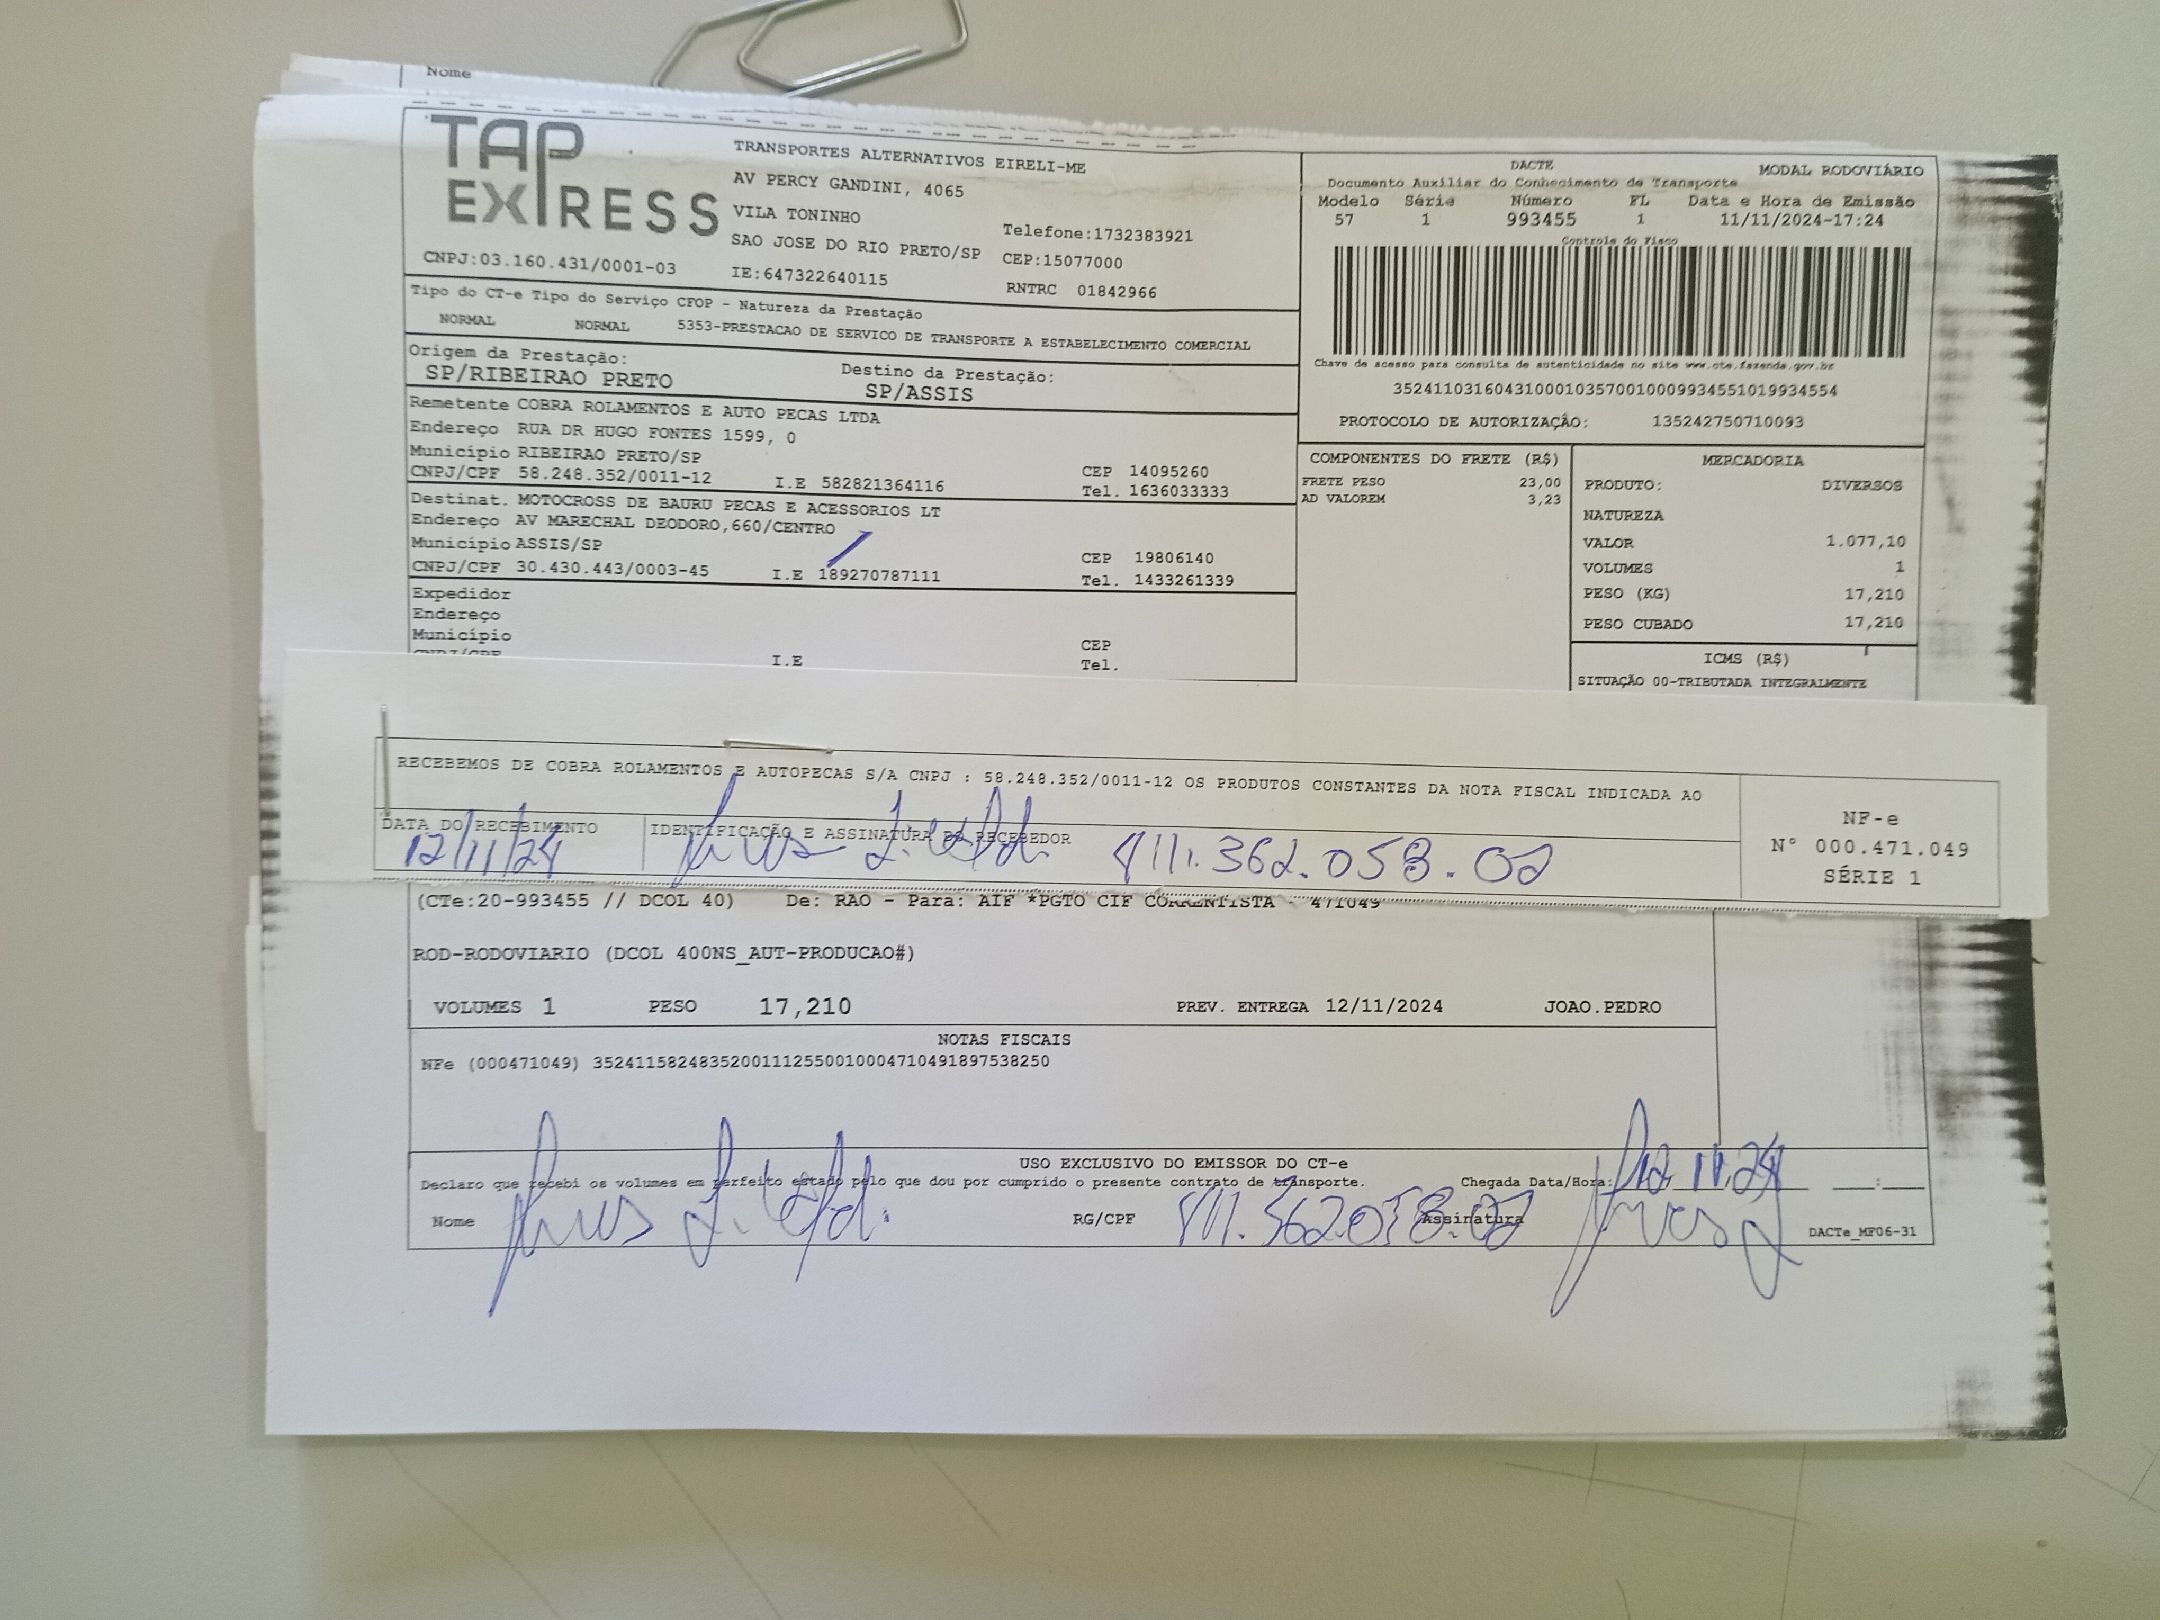 Nome
TAP EXPRESS
TRANSPORTES ALTERNATIVOS EIRELI-ME
AV PERCY GANDINI, 4065
VILA TONINHO
Telefone:1732383921
SAO JOSE DO RIO PRETO/SP
CEP:15077000
CNPJ:03.160.431/0001-03
IE:647322640115
RNTRC 01842966
DACTE
MODAL RODOVIÁRIO
Documento Auxiliar do Conhecimento de Transporte
Modelo Série Número FL Data e Hora de Emissão
57 1 993455 1 11/11/2024-17:24
Controle do Fisco
Chave de acesso para consulta de autenticidade no site www.cte.fazenda.gov.br
35241103160431000103570010009934551019934554
PROTOCOLO DE AUTORIZAÇÃO: 135242750710093
Tipo do CT-e Tipo do Serviço CFOP - Natureza da Prestação
NORMAL NORMAL 5353-PRESTACAO DE SERVICO DE TRANSPORTE A ESTABELECIMENTO COMERCIAL
Origem da Prestação: Destino da Prestação:
SP/RIBEIRAO PRETO SP/ASSIS
Remetente COBRA ROLAMENTOS E AUTO PECAS LTDA
Endereço RUA DR HUGO FONTES 1599, 0
Município RIBEIRAO PRETO/SP CEP 14095260
CNPJ/CPF 58.248.352/0011-12 I.E 582821364116 Tel. 1636033333
Destinat. MOTOCROSS DE BAURU PECAS E ACESSORIOS LT
Endereço AV MARECHAL DEODORO,660/CENTRO
Município ASSIS/SP CEP 19806140
CNPJ/CPF 30.430.443/0003-45 I.E 189270787111 Tel. 1433261339
Expedidor
Endereço
Município CEP
CNPJ/CPF I.E Tel.
COMPONENTES DO FRETE (R$)
FRETE PESO 23,00
AD VALOREM 3,23
MERCADORIA
PRODUTO: DIVERSOS
NATUREZA
VALOR 1.077,10
VOLUMES 1
PESO (KG) 17,210
PESO CUBADO 17,210
ICMS (R$)
SITUAÇÃO 00-TRIBUTADA INTEGRALMENTE
RECEBEMOS DE COBRA ROLAMENTOS E AUTOPECAS S/A CNPJ : 58.248.352/0011-12 OS PRODUTOS CONSTANTES DA NOTA FISCAL INDICADA AO
DATA DO RECEBIMENTO IDENTIFICAÇÃO E ASSINATURA DO RECEBEDOR
12/11/24 362.058.02
NF-e
N° 000.471.049
SÉRIE 1
(CTe:20-993455 // DCOL 40) De: RAO - Para: AIF *PGTO CIF CORRENTISTA - 471049
ROD-RODOVIARIO (DCOL 400NS_AUT-PRODUCAO#)
VOLUMES 1 PESO 17,210 PREV. ENTREGA 12/11/2024 JOAO.PEDRO
NOTAS FISCAIS
NFe (000471049) 35241158248352001112550010004710491897538250
USO EXCLUSIVO DO EMISSOR DO CT-e
Declaro que recebi os volumes em perfeito estado pelo que dou por cumprido o presente contrato de transporte. Chegada Data/Hora: 12 11 24 __:__
Nome RG/CPF 362.058.02 Assinatura
DACTe_MF06-31